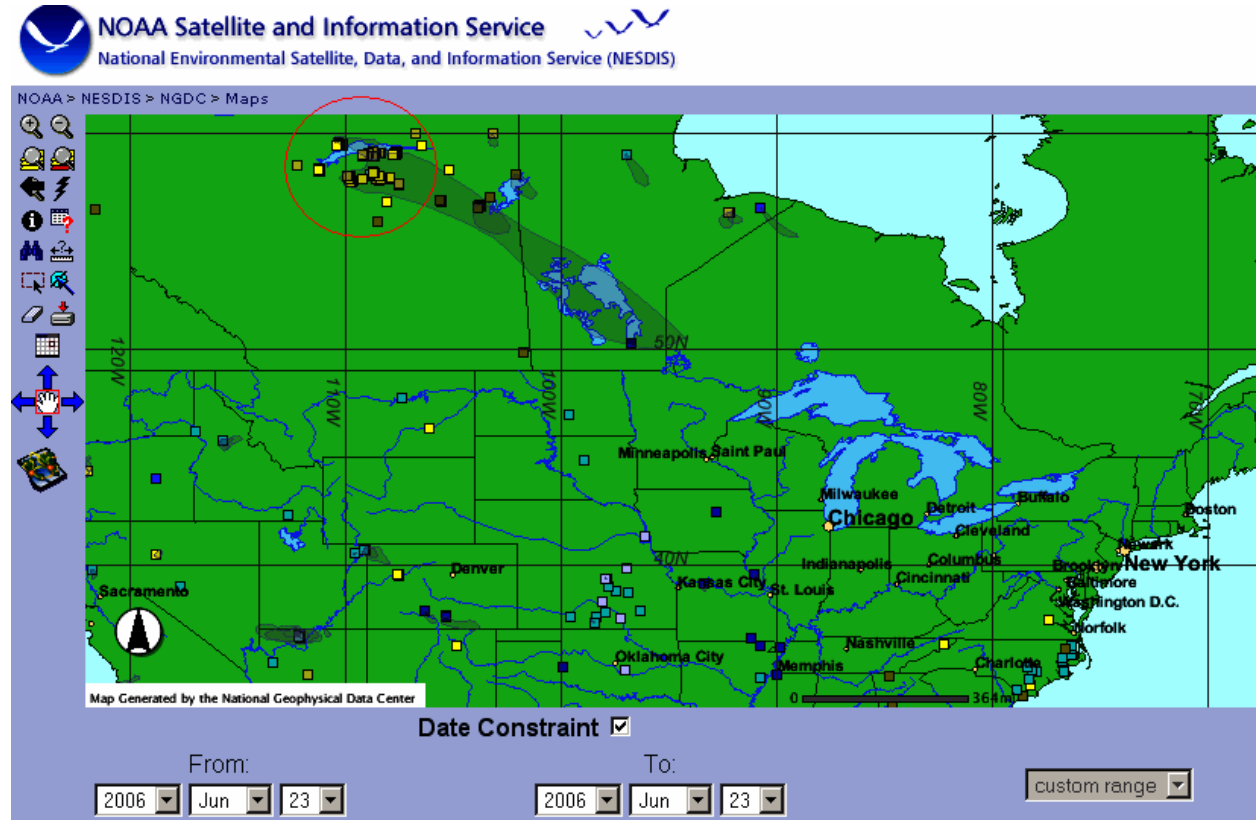 NOAA Satellite and Information Service
National Environmental Satellite, Data, and Information Service (NESDIS)
NOAA > NESDIS > NGDC > Maps
50N
120W
110W
100W
90W
80W
70W
Minneapolis Saint Paul
Milwaukee
Chicago
Detroit
Buffalo
Boston
Cleveland
Newark
40N
Denver
Indianapolis
Columbus
Brooklyn New York
Sacramento
Kansas City
St. Louis
Cincinnati
Baltimore
Washington D.C.
Norfolk
Nashville
Oklahoma City
Memphis
Charlotte
Map Generated by the National Geophysical Data Center
0
364mi
Date Constraint
From:
To:
2006 Jun 23
2006 Jun 23
custom range